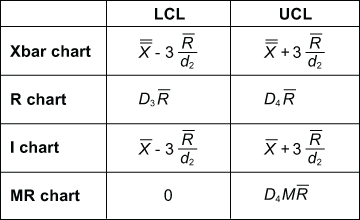 LCL UCL
Xbar chart X̿ - 3 R̅/d₂ X̿ + 3 R̅/d₂
R chart D₃R̅ D₄R̅
I chart X̅ - 3 R̅/d₂ X̅ + 3 R̅/d₂
MR chart 0 D₄MR̅